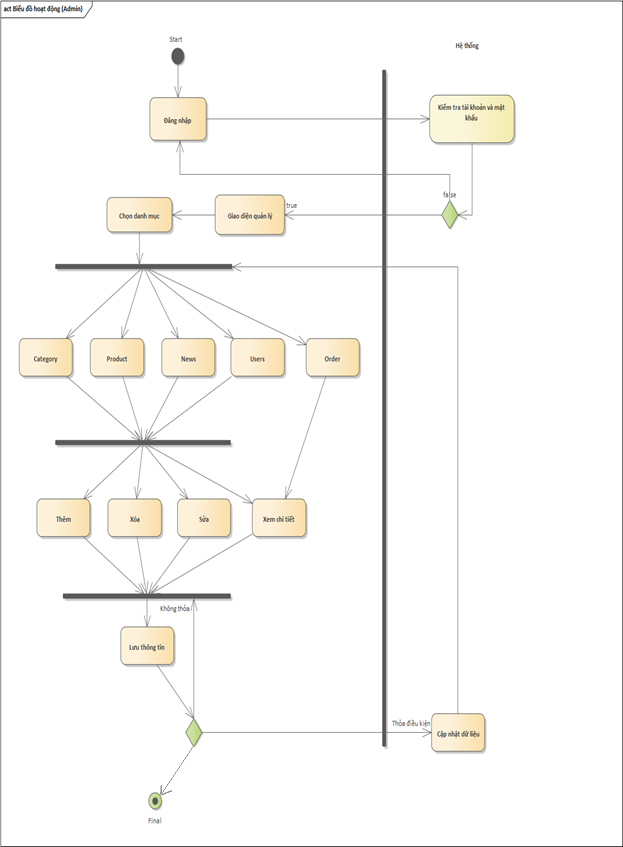 act Biểu đồ hoạt động (Admin)
Start
Hệ thống
Đăng nhập
Kiểm tra tài khoản và mật
khẩu
false
true
Chọn danh mục
Giao diện quản lý
Category
Product
News
Users
Order
Thêm
Xóa
Sửa
Xem chi tiết
Không thỏa
Lưu thông tin
Thỏa điều kiện
Cập nhật dữ liệu
Final